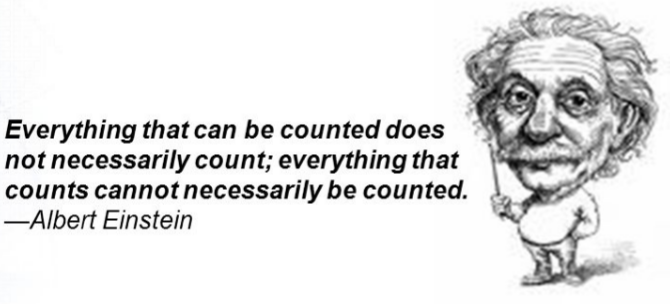 Everything that can be counted does
not necessarily count; everything that
counts cannot necessarily be counted.
—Albert Einstein